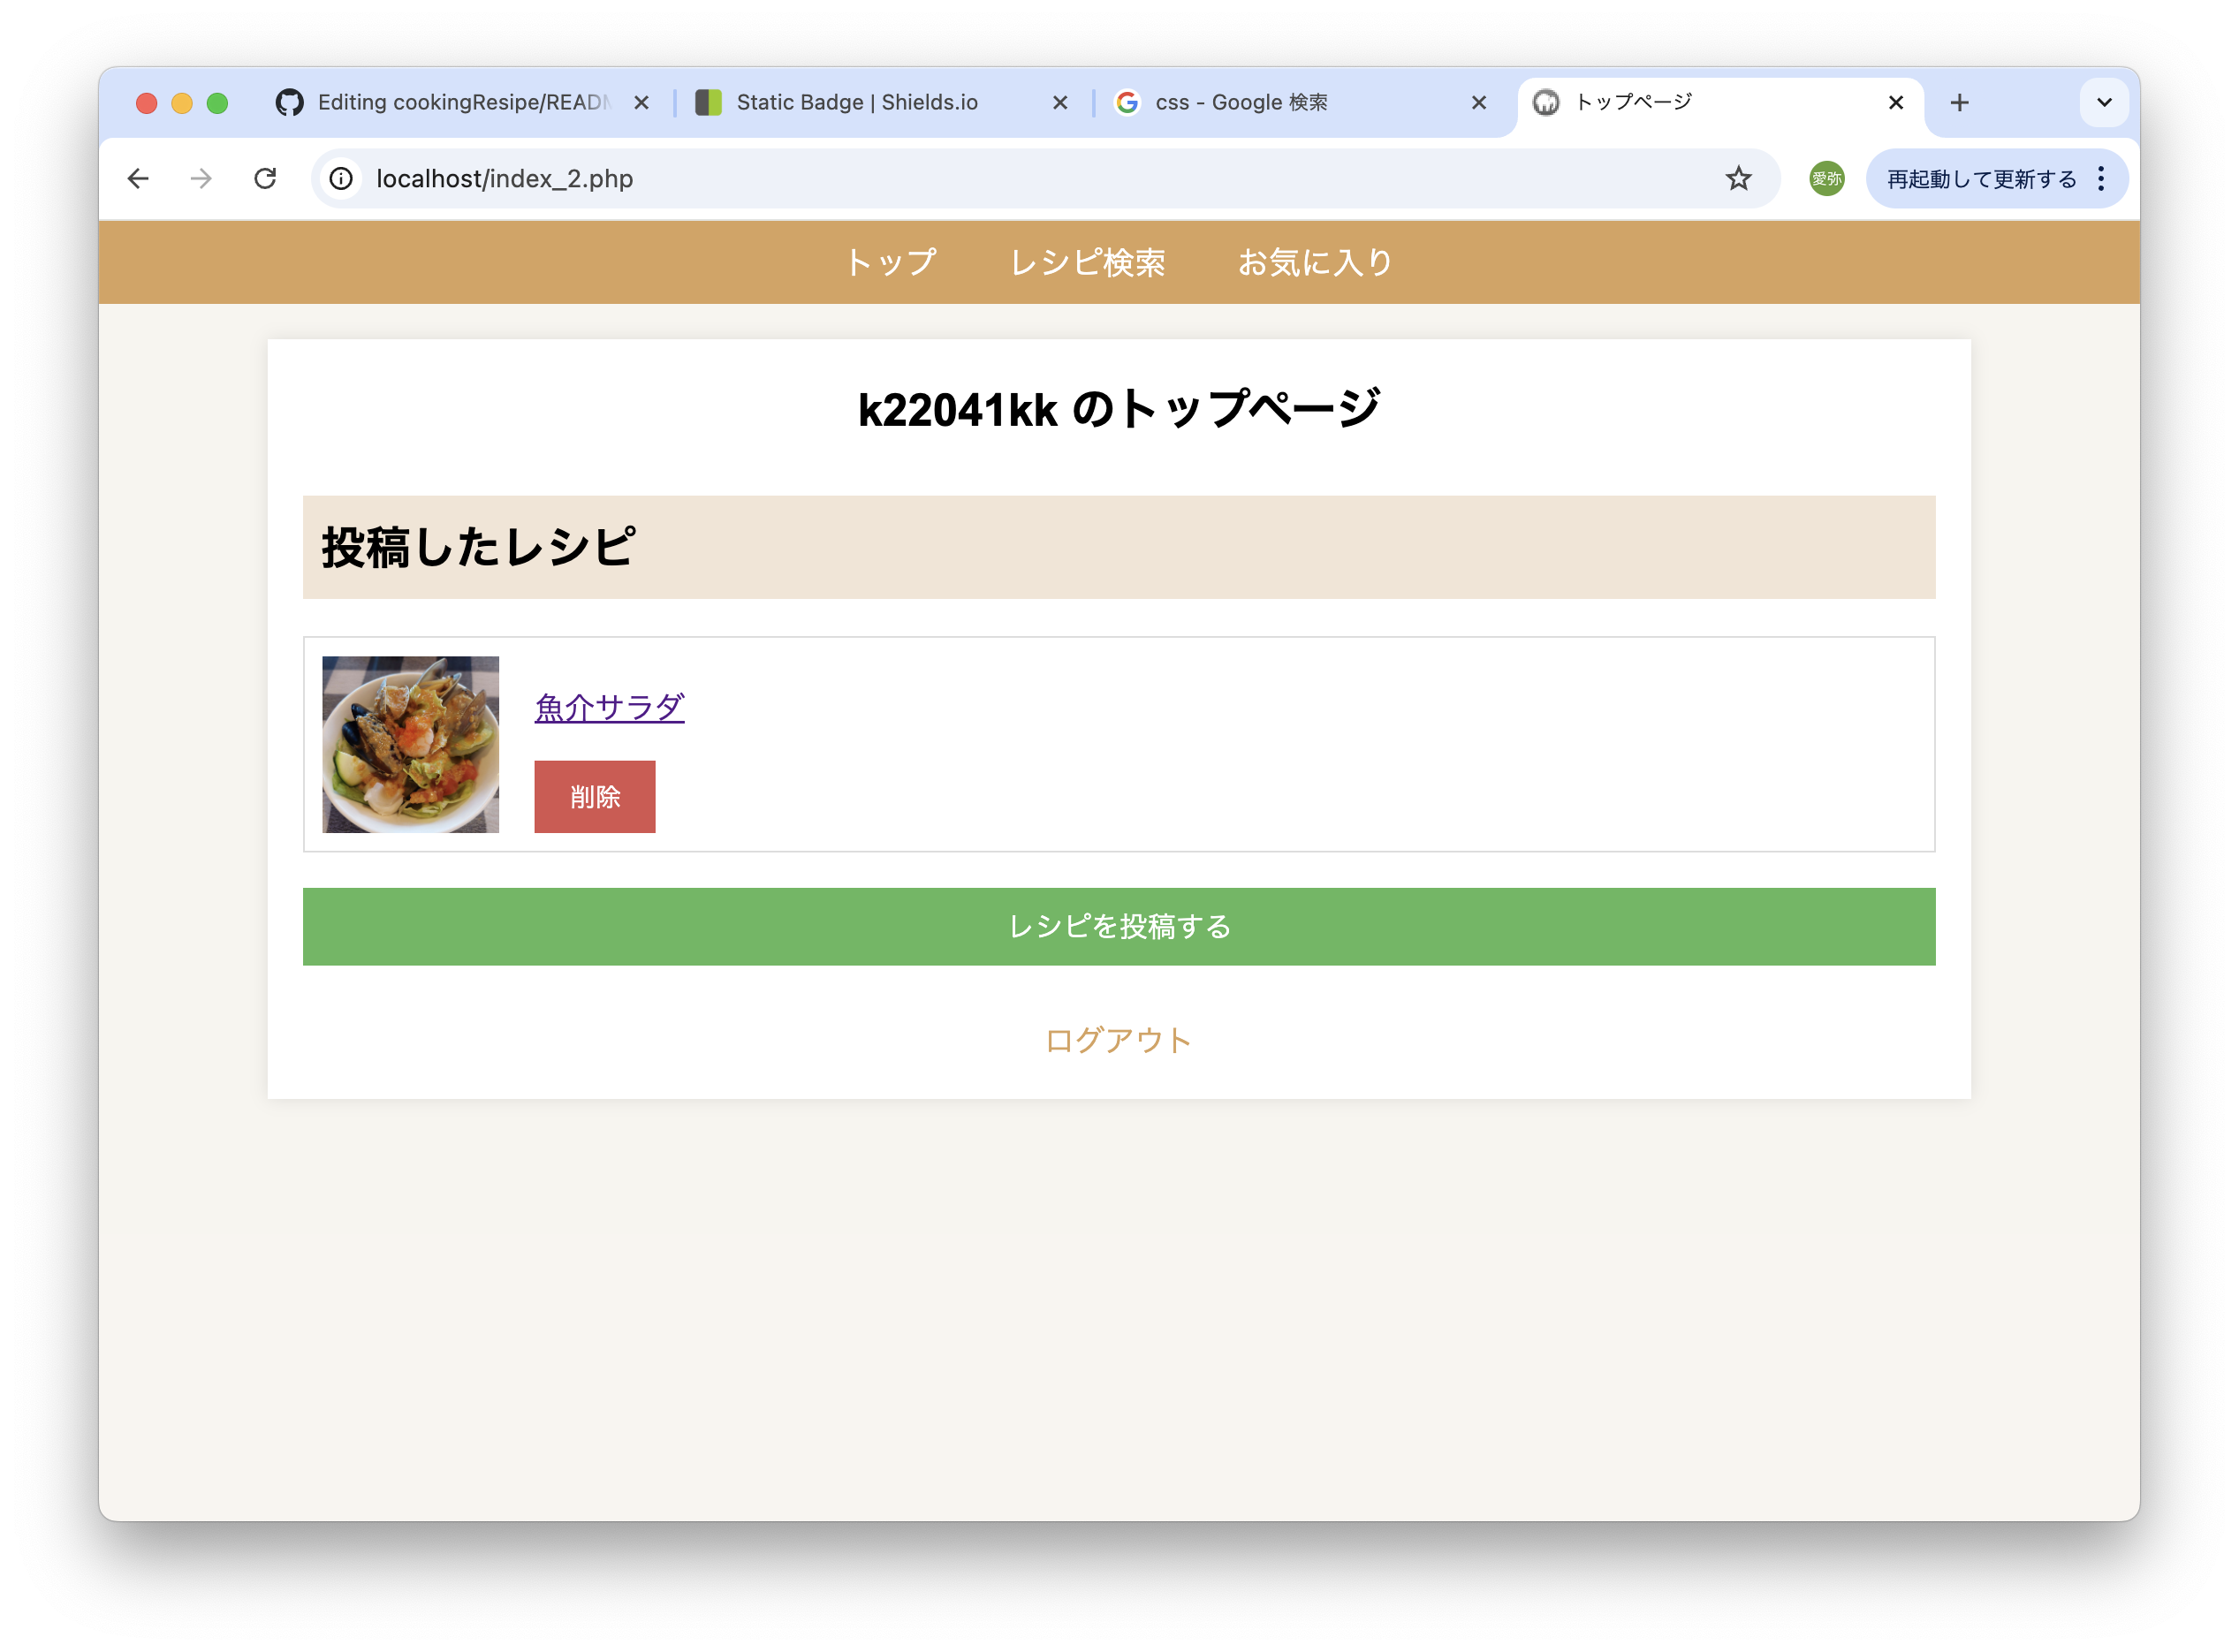 Editing cookingResipe/READM
Static Badge | Shields.io
css - Google 検索
トップページ
localhost/index_2.php
愛弥
再起動して更新する
トップ レシピ検索 お気に入り
k22041kk のトップページ
投稿したレシピ
魚介サラダ
削除
レシピを投稿する
ログアウト